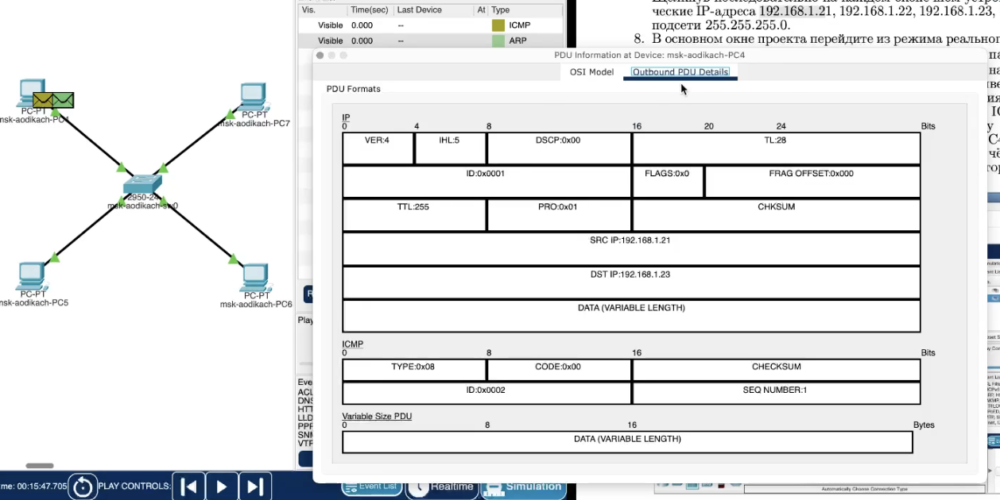 PC-PT
msk-aodikach-PC4
PC-PT
msk-aodikach-PC7
2950-24
msk-aodikach-sw0
PC-PT
msk-aodikach-PC5
PC-PT
msk-aodikach-PC6
Vis. Time(sec) Last Device At Type
Visible 0.000 -- ICMP
Visible 0.000 -- ARP
ческие IP-адреса 192.168.1.21, 192.168.1.22, 192.168.1.23,
подсети 255.255.255.0.
8. В основном окне проекта перейдите из режима реальног
PDU Information at Device: msk-aodikach-PC4
OSI Model Outbound PDU Details
PDU Formats
IP
0 4 8 16 20 24 Bits
VER:4 IHL:5 DSCP:0x00 TL:28
ID:0x0001 FLAGS:0x0 FRAG OFFSET:0x000
TTL:255 PRO:0x01 CHKSUM
SRC IP:192.168.1.21
DST IP:192.168.1.23
DATA (VARIABLE LENGTH)
ICMP
0 8 16 Bits
TYPE:0x08 CODE:0x00 CHECKSUM
ID:0x0002 SEQ NUMBER:1
Variable Size PDU
0 8 16 Bytes
DATA (VARIABLE LENGTH)
Play
Eve
ACL
DNS
HTT
LLD
PPP
SNM
VTP
me: 00:15:47.705 PLAY CONTROLS:
Event List Realtime Simulation
Automatically Choose Connection Type